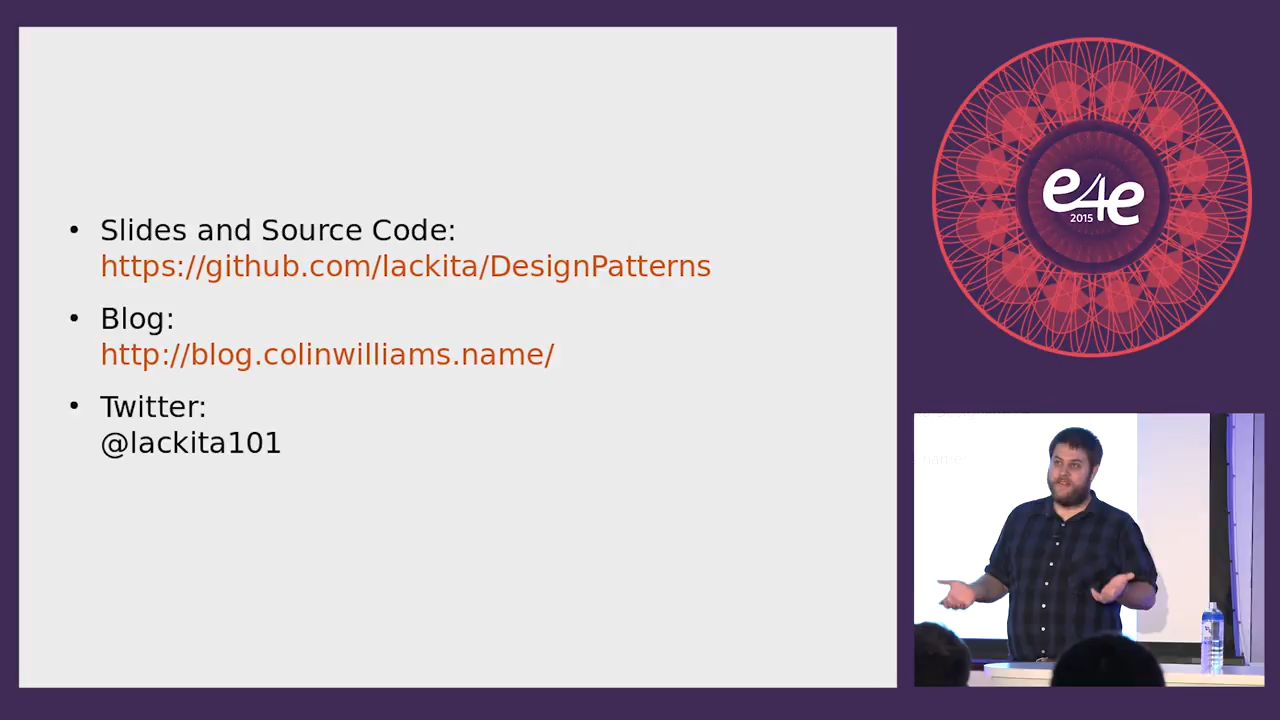 Slides and Source Code:
https://github.com/lackita/DesignPatterns
Blog:
http://blog.colinwilliams.name/
Twitter:
@lackita101
e4e
2015